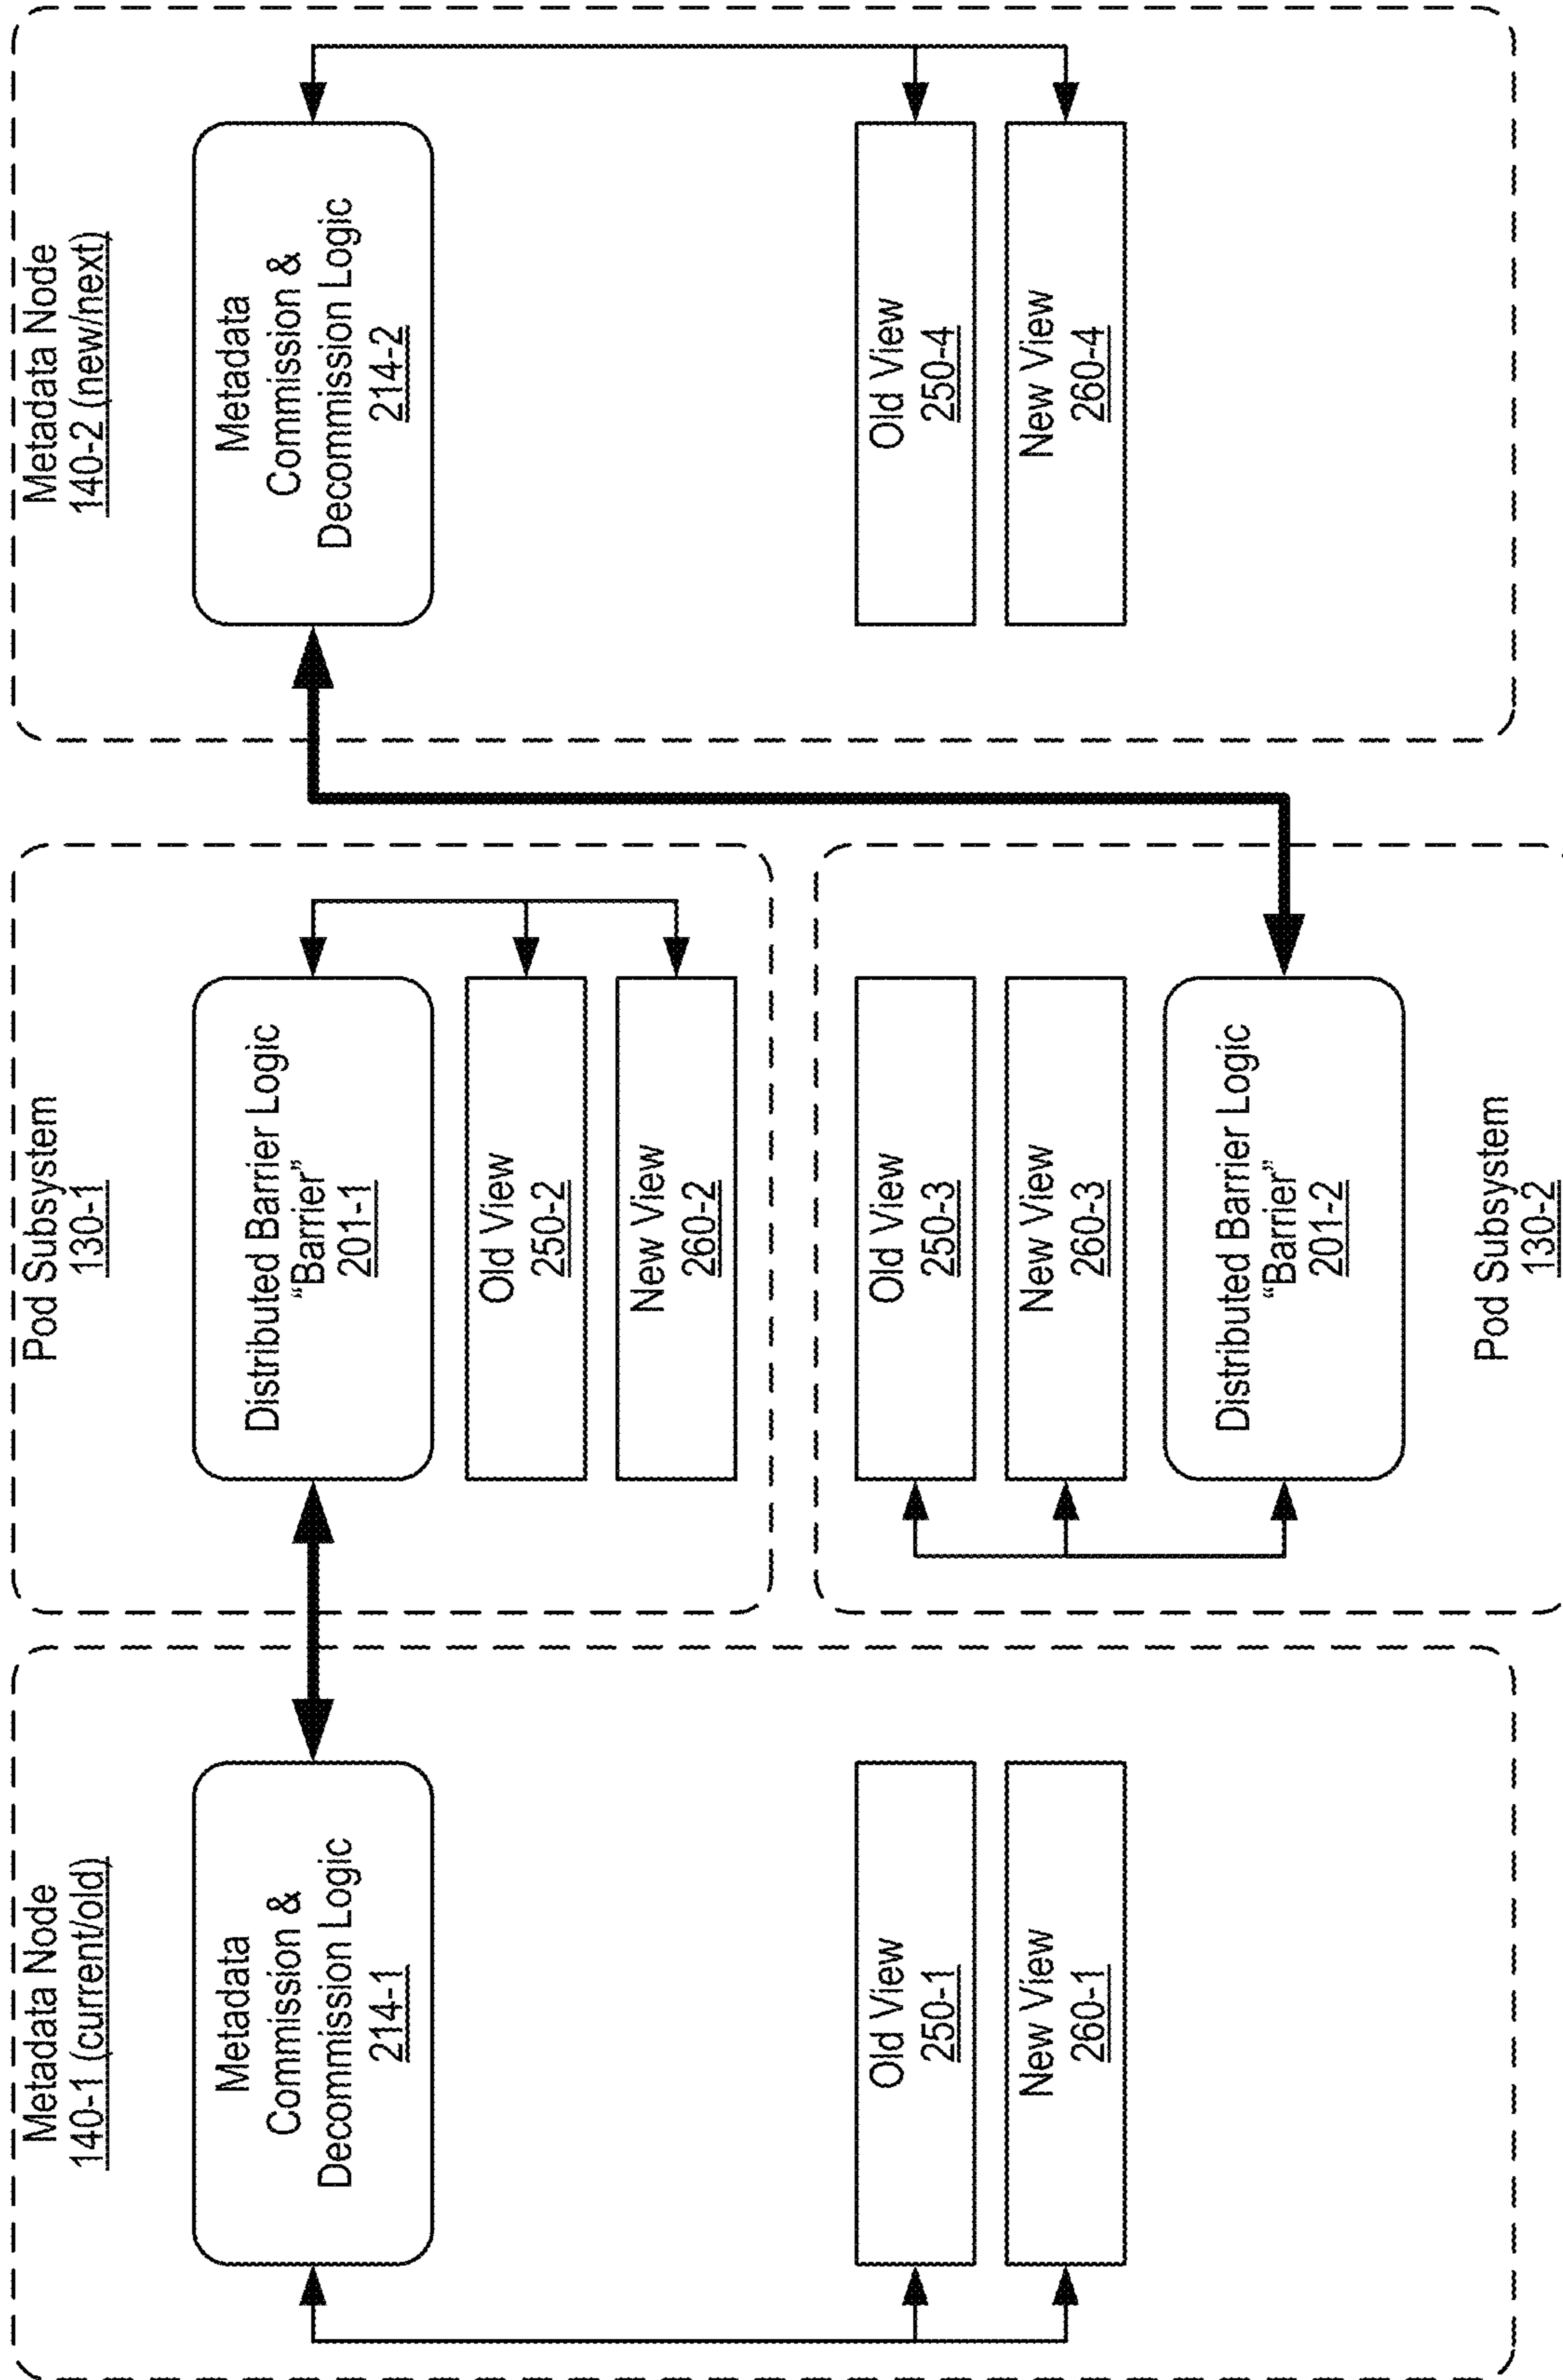 Metadata Node
140-1 (current/old)
Metadata
Commission &
Decommission Logic
214-1
Old View
250-1
New View
260-1
Pod Subsystem
130-1
Distributed Barrier Logic
“Barrier”
201-1
Old View
250-2
New View
260-2
Old View
250-3
New View
260-3
Distributed Barrier Logic
“Barrier”
201-2
Pod Subsystem
130-2
Metadata Node
140-2 (new/next)
Metadata
Commission &
Decommission Logic
214-2
Old View
250-4
New View
260-4